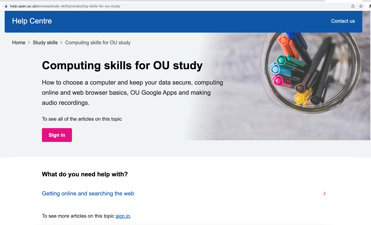 help.open.ac.uk/browse/study-skills/computing-skills-for-ou-study
Help Centre
Contact us
Home > Study skills > Computing skills for OU study
Computing skills for OU study
How to choose a computer and keep your data secure, computing
online and web browser basics, OU Google Apps and making
audio recordings.
To see all of the articles on this topic
Sign in
What do you need help with?
Getting online and searching the web
To see more articles on this topic sign in.